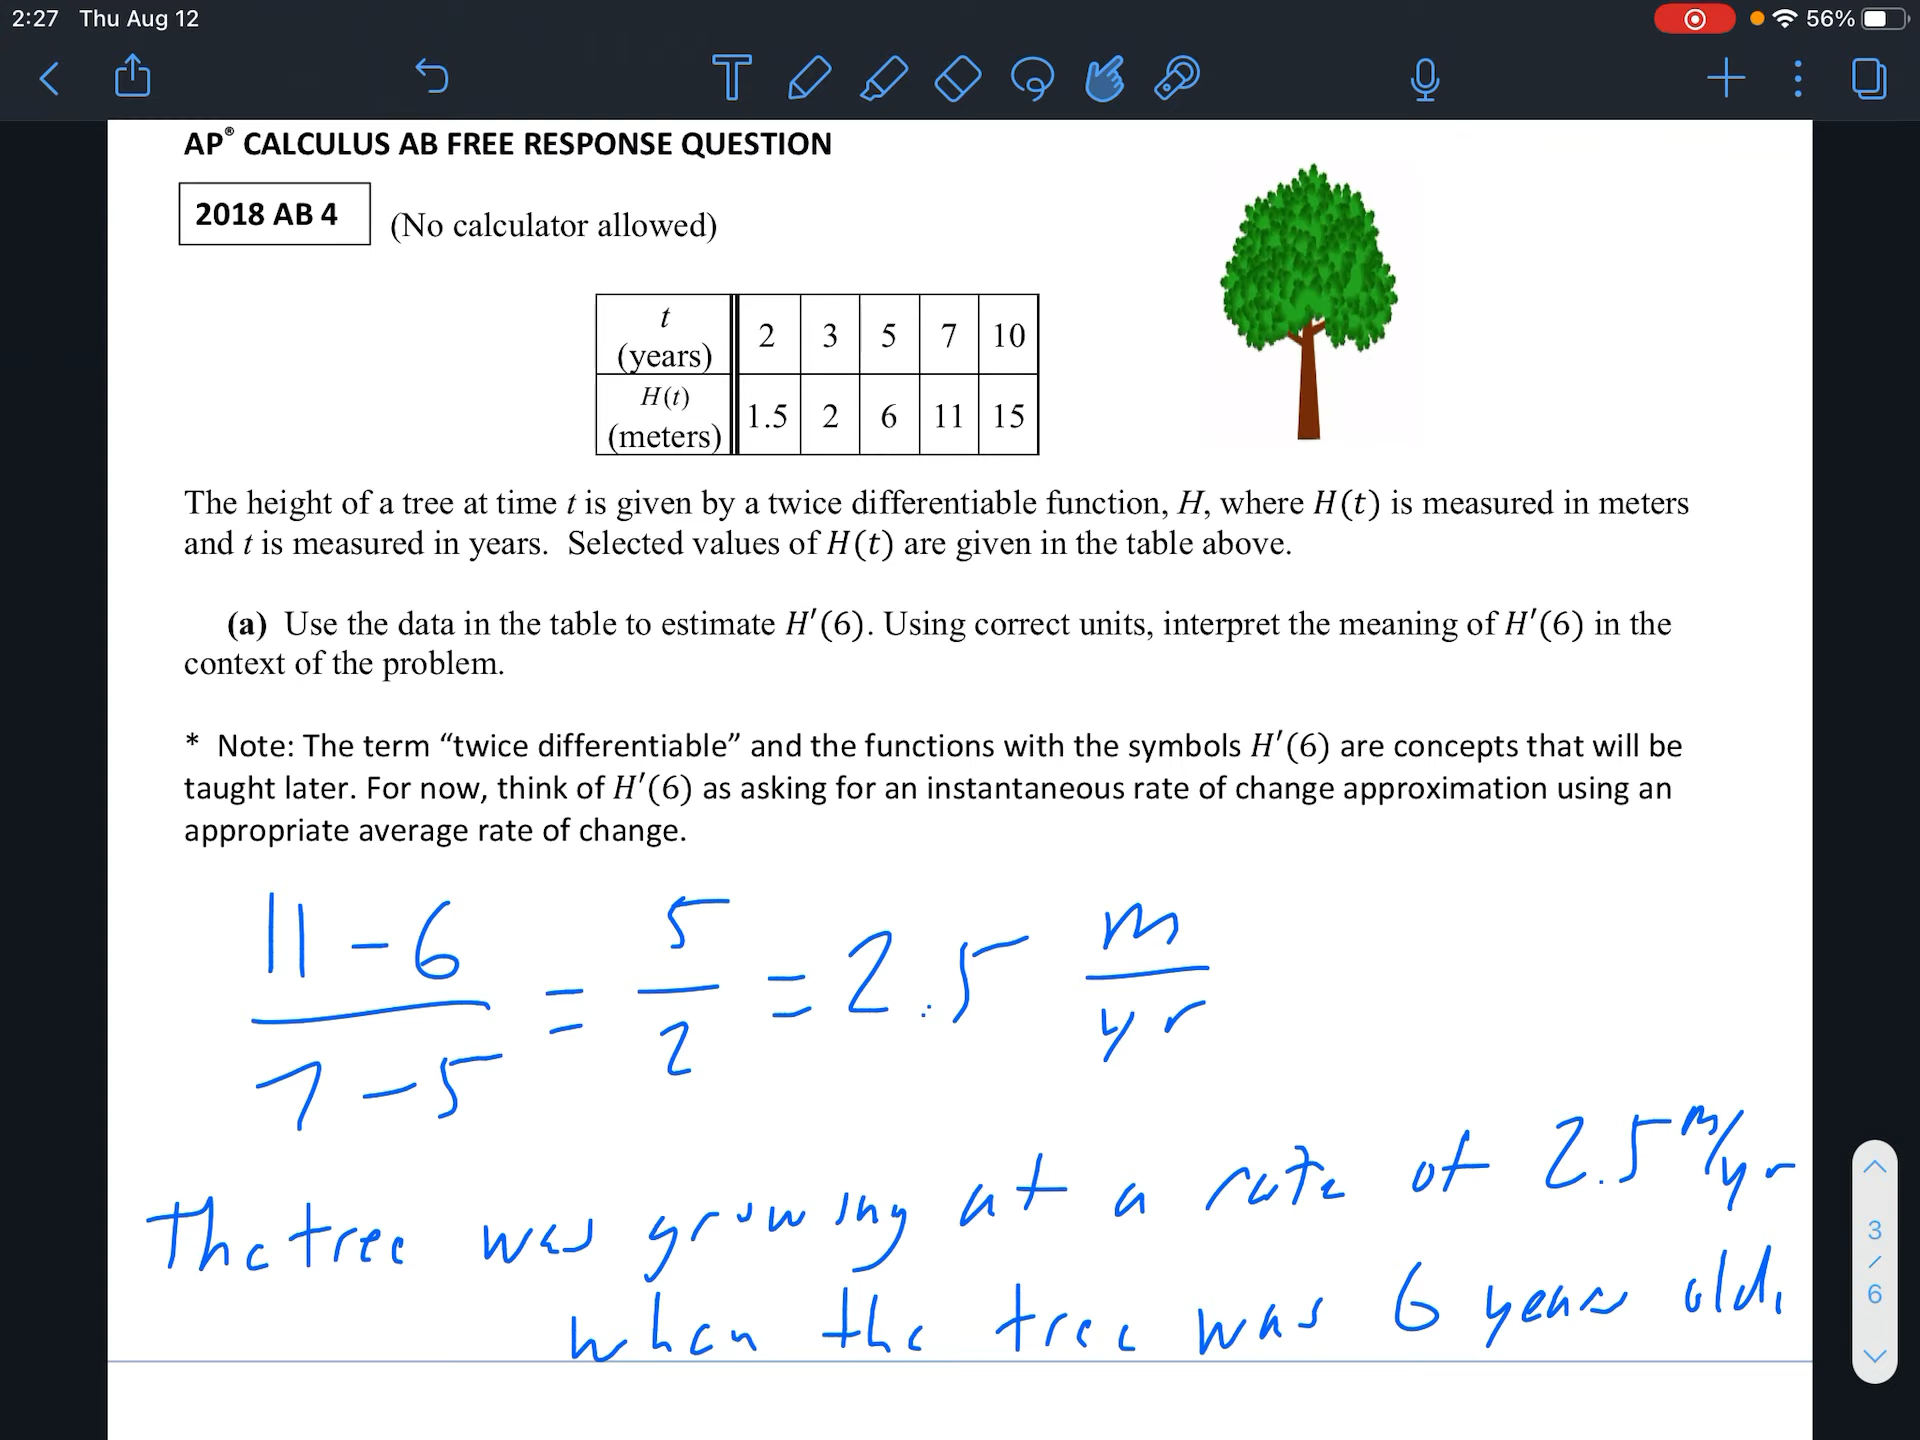 2:27 Thu Aug 12
56%
AP® CALCULUS AB FREE RESPONSE QUESTION
2018 AB 4
(No calculator allowed)
t (years) 2 3 5 7 10
H(t) (meters) 1.5 2 6 11 15
The height of a tree at time t is given by a twice differentiable function, H, where H(t) is measured in meters
and t is measured in years. Selected values of H(t) are given in the table above.
(a) Use the data in the table to estimate H′(6). Using correct units, interpret the meaning of H′(6) in the
context of the problem.
* Note: The term “twice differentiable” and the functions with the symbols H′(6) are concepts that will be
taught later. For now, think of H′(6) as asking for an instantaneous rate of change approximation using an
appropriate average rate of change.
11 - 6 / 7 - 5 = 5 / 2 = 2.5 m / yr
The tree was growing at a rate of 2.5 m/yr
when the tree was 6 years old.
3 / 6